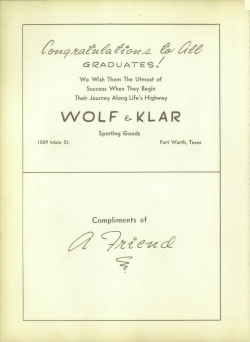 Congratulations to All
GRADUATES!
We Wish Them The Utmost of
Success When They Begin
Their Journey Along Life's Highway
WOLF & KLAR
Sporting Goods
1509 Main St. Fort Worth, Texas
Compliments of
A Friend